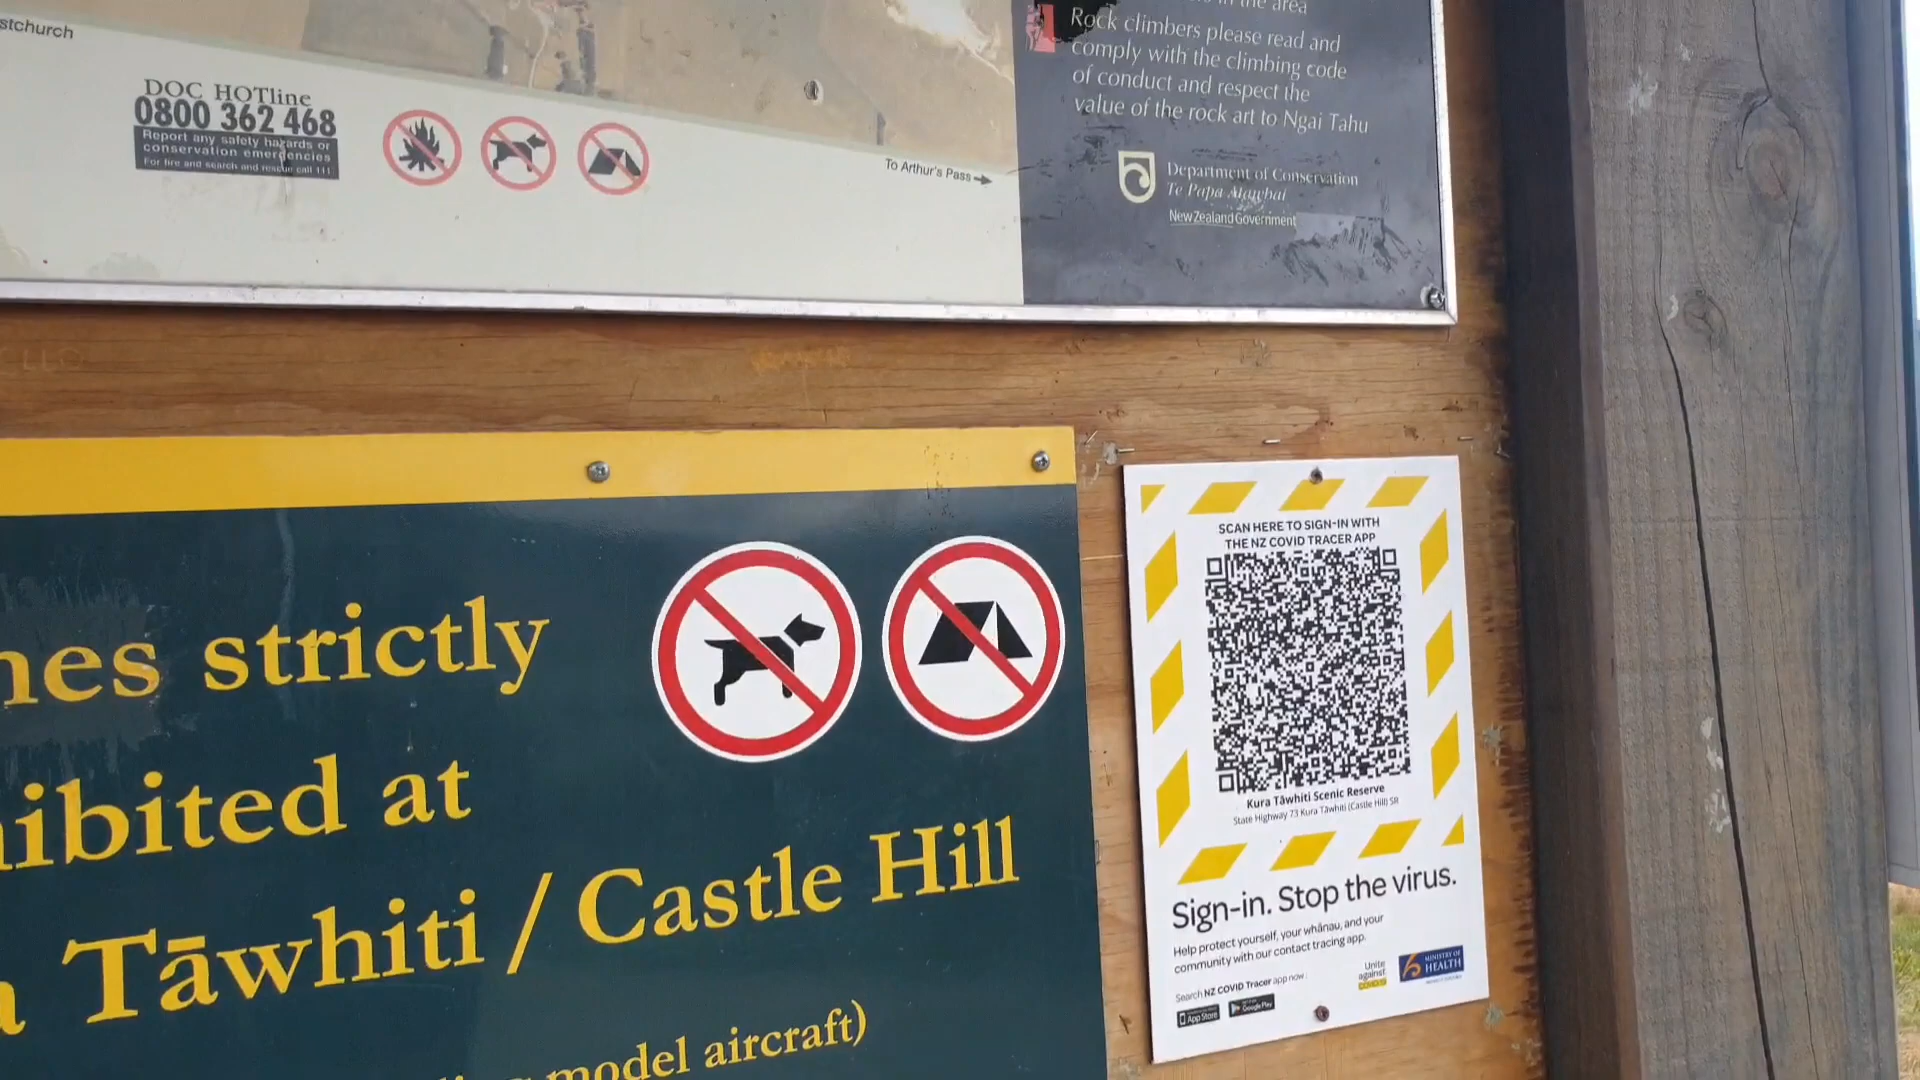 stchurch
DOC HOTline
0800 362 468
Report any safety hazards or
conservation emergencies
For fire and search and rescue call 111
To Arthur's Pass
in the area
Rock climbers please read and
comply with the climbing code
of conduct and respect the
value of the rock art to Ngai Tahu
Department of Conservation
Te Papa Atawhai
New Zealand Government
nes strictly
ibited at
a Tāwhiti / Castle Hill
model aircraft)
SCAN HERE TO SIGN-IN WITH
THE NZ COVID TRACER APP
Kura Tāwhiti Scenic Reserve
State Highway 73 Kura Tāwhiti (Castle Hill) SR
Sign-in. Stop the virus.
Help protect yourself, your whānau, and your
community with our contact tracing app.
Search NZ COVID Tracer app now:
App Store
Google Play
Unite
against
COVID-19
MINISTRY OF
HEALTH